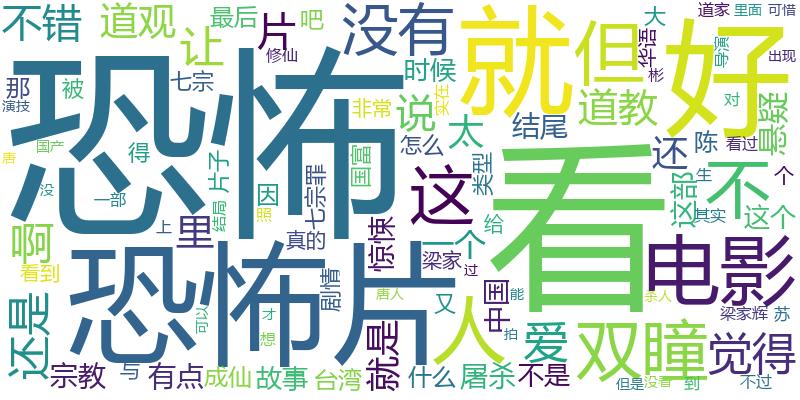 不错
道观
最后
吧
道家
里面
可惜
让
片
没有
修仙
就
但
大
华语
好
彬
导演
出现
那
被
七宗
时候
非常
实在
道教
对
悬疑
演技
恐怖
说
太
结尾
还
陈
看过
唐
国产
得
片子
因
国富
怎么
类型
这部
不
生
个
没
一部
结局
照
七宗罪
这
看
给
其实
这个
啊
上
里
真的
惊悚
一个
电影
看到
恐怖片
剧情
梁家
过
中国
唐人
又
能
杀人
梁家辉
苏
还是
可以
才
想
就是
人
拍
爱
双瞳
觉得
宗教
与
有点
成仙
故事
台湾
什么
屠杀
不是
但是
没看
到
不过